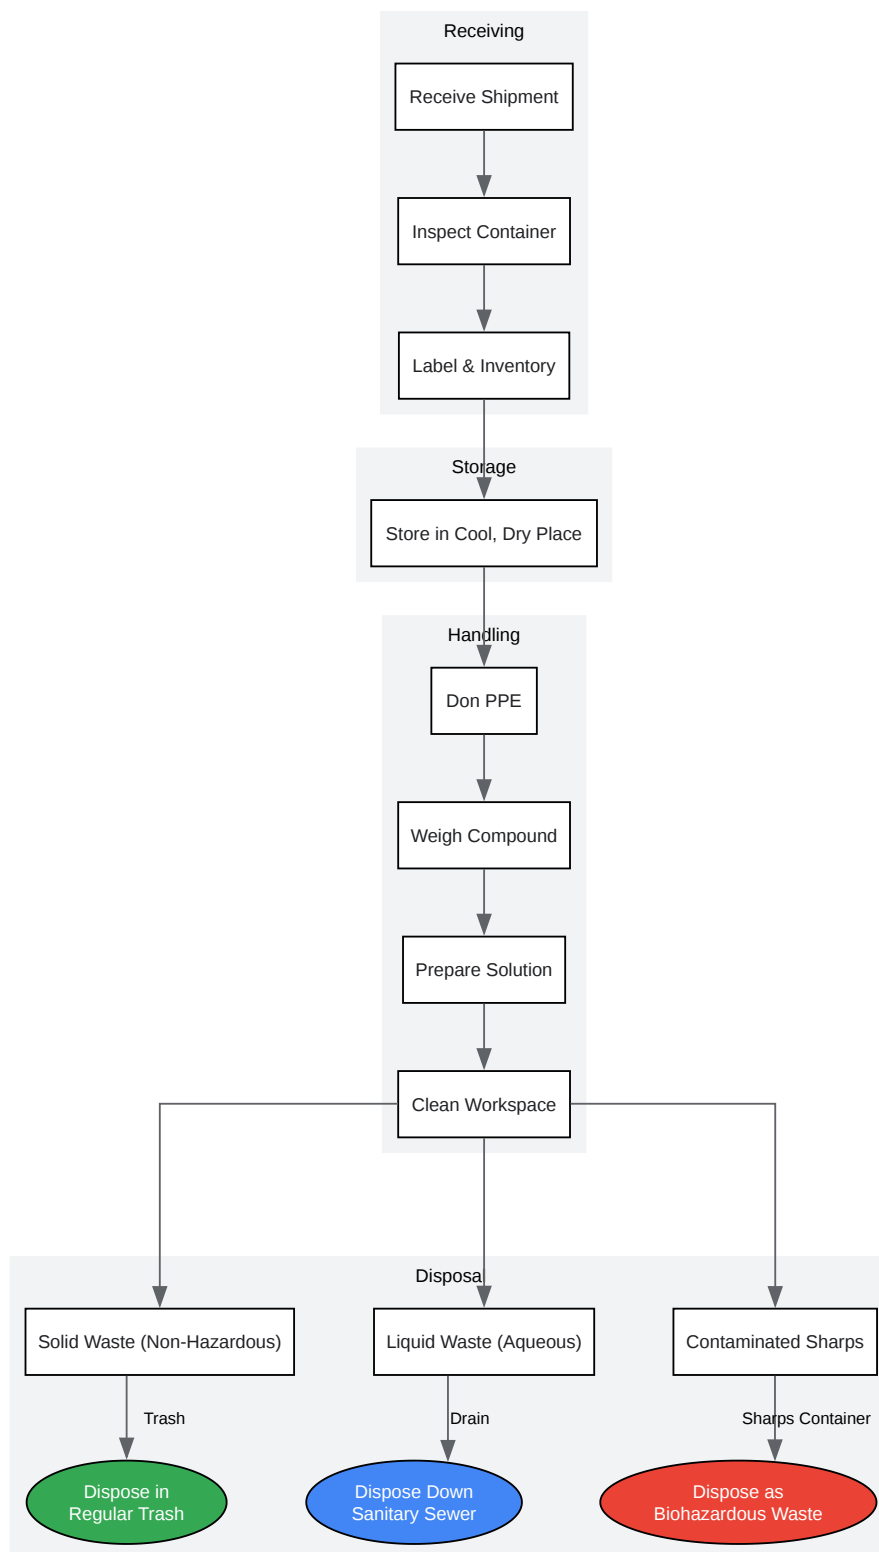 Receiving
Receive Shipment
Inspect Container
Label & Inventory
Storage
Store in Cool, Dry Place
Handling
Don PPE
Weigh Compound
Prepare Solution
Clean Workspace
Disposal
Solid Waste (Non-Hazardous)
Liquid Waste (Aqueous)
Contaminated Sharps
Trash
Drain
Sharps Container
Dispose in
Regular Trash
Dispose Down
Sanitary Sewer
Dispose as
Biohazardous Waste